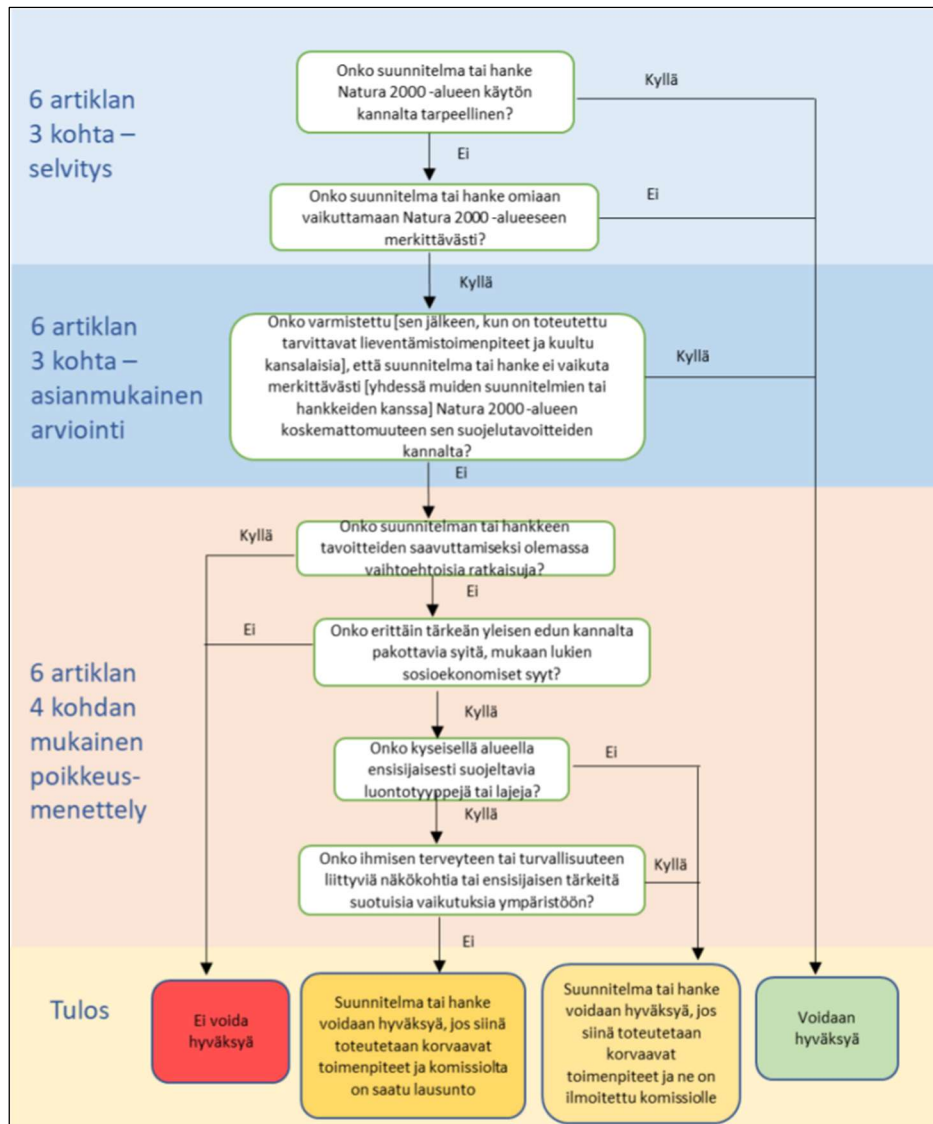 Onko suunnitelma tai hanke
Natura 2000 -alueen käytön
kannalta tarpeellinen?
Kyllä
6 artiklan
3 kohta –
selvitys
Ei
Onko suunnitelma tai hanke omiaan
vaikuttamaan Natura 2000 -alueeseen
merkittävästi?
Ei
Kyllä
6 artiklan
3 kohta –
asianmukainen
arviointi
Onko varmistettu [sen jälkeen, kun on toteutettu
tarvittavat lieventämistoimenpiteet ja kuultu
kansalaisia], että suunnitelma tai hanke ei vaikuta
merkittävästi [yhdessä muiden suunnitelmien tai
hankkeiden kanssa] Natura 2000 -alueen
koskemattomuuteen sen suojelutavoitteiden
kannalta?
Kyllä
Ei
Onko suunnitelman tai hankkeen
tavoitteiden saavuttamiseksi olemassa
vaihtoehtoisia ratkaisuja?
Kyllä
Ei
Onko erittäin tärkeän yleisen edun kannalta
pakottavia syitä, mukaan lukien
sosioekonomiset syyt?
Ei
6 artiklan
4 kohdan
mukainen
poikkeus-
menettely
Kyllä
Onko kyseisellä alueella
ensisijaisesti suojeltavia
luontotyyppejä tai lajeja?
Ei
Kyllä
Onko ihmisen terveyteen tai turvallisuuteen
liittyviä näkökohtia tai ensisijaisen tärkeitä
suotuisia vaikutuksia ympäristöön?
Kyllä
Ei
Tulos
Ei voida
hyväksyä
Suunnitelma tai hanke
voidaan hyväksyä, jos siinä
toteutetaan korvaavat
toimenpiteet ja komissiolta
on saatu lausunto
Suunnitelma tai hanke
voidaan hyväksyä, jos
siinä toteutetaan
korvaavat
toimenpiteet ja ne on
ilmoitettu komissiolle
Voidaan
hyväksyä